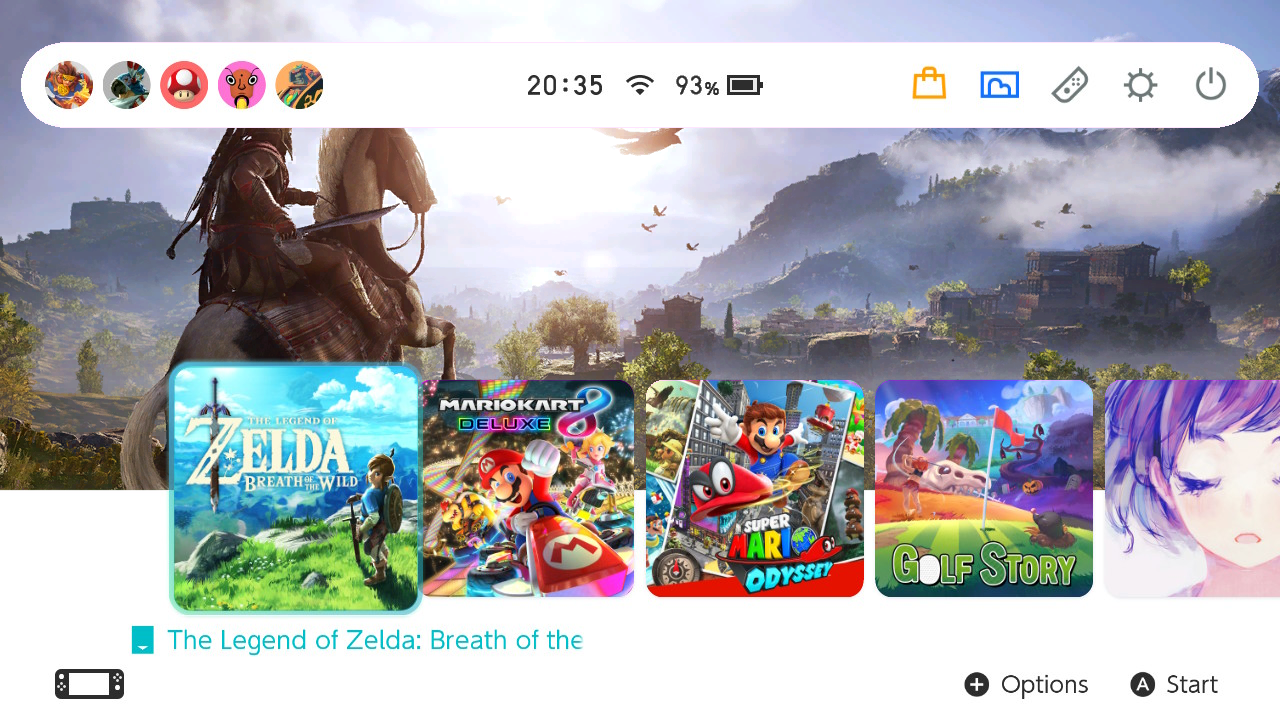 20:35 93%
THE LEGEND OF
ZELDA
BREATH OF THE WILD
MARIOKART 8
DELUXE
M
SUPER
MARIO
ODYSSEY
GOLF STORY
The Legend of Zelda: Breath of the
Options A Start